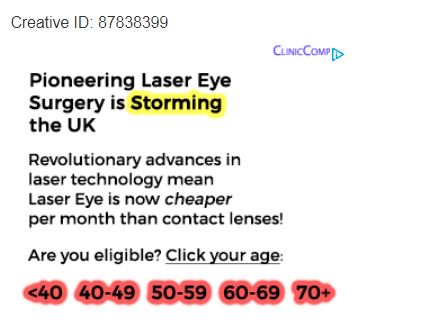 Creative ID: 87838399
CLINICCOMP
Pioneering Laser Eye
Surgery is Storming
the UK
Revolutionary advances in
laser technology mean
Laser Eye is now cheaper
per month than contact lenses!
Are you eligible? Click your age:
<40 40-49 50-59 60-69 70+